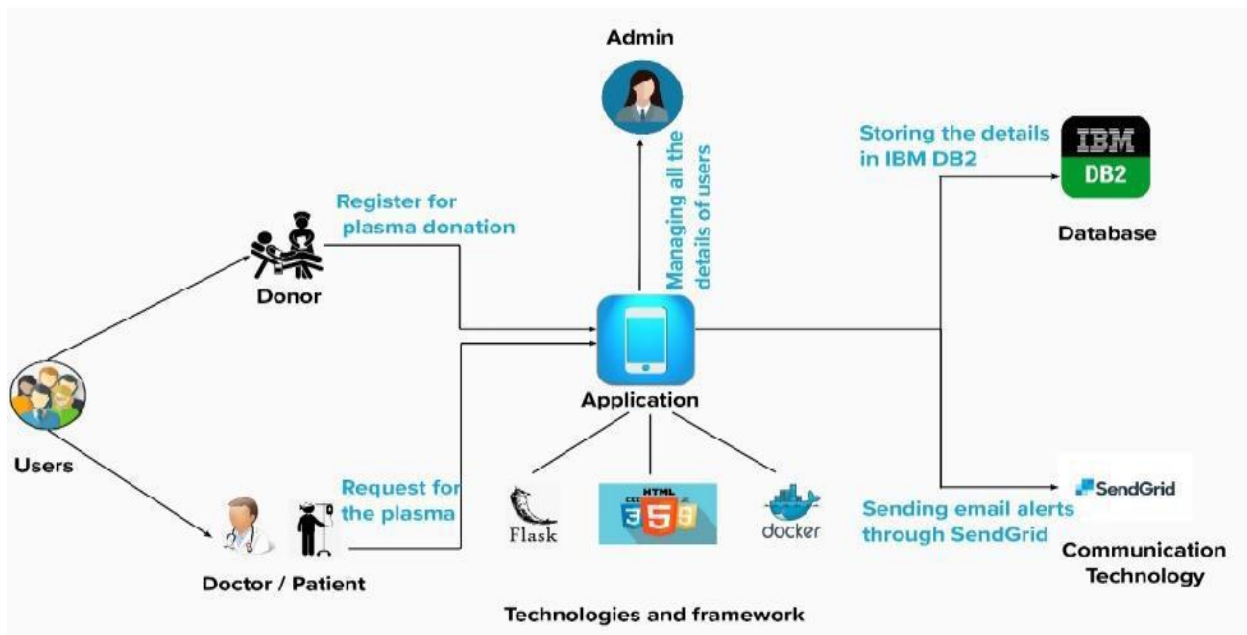 Admin
Managing all the
details of users
Storing the details
in IBM DB2
IBM
DB2
Database
Register for
plasma donation
Donor
Application
Users
Request for
the plasma
Doctor / Patient
Flask
HTML
5
3
docker
Sending email alerts
through SendGrid
SendGrid
Communication
Technology
Technologies and framework